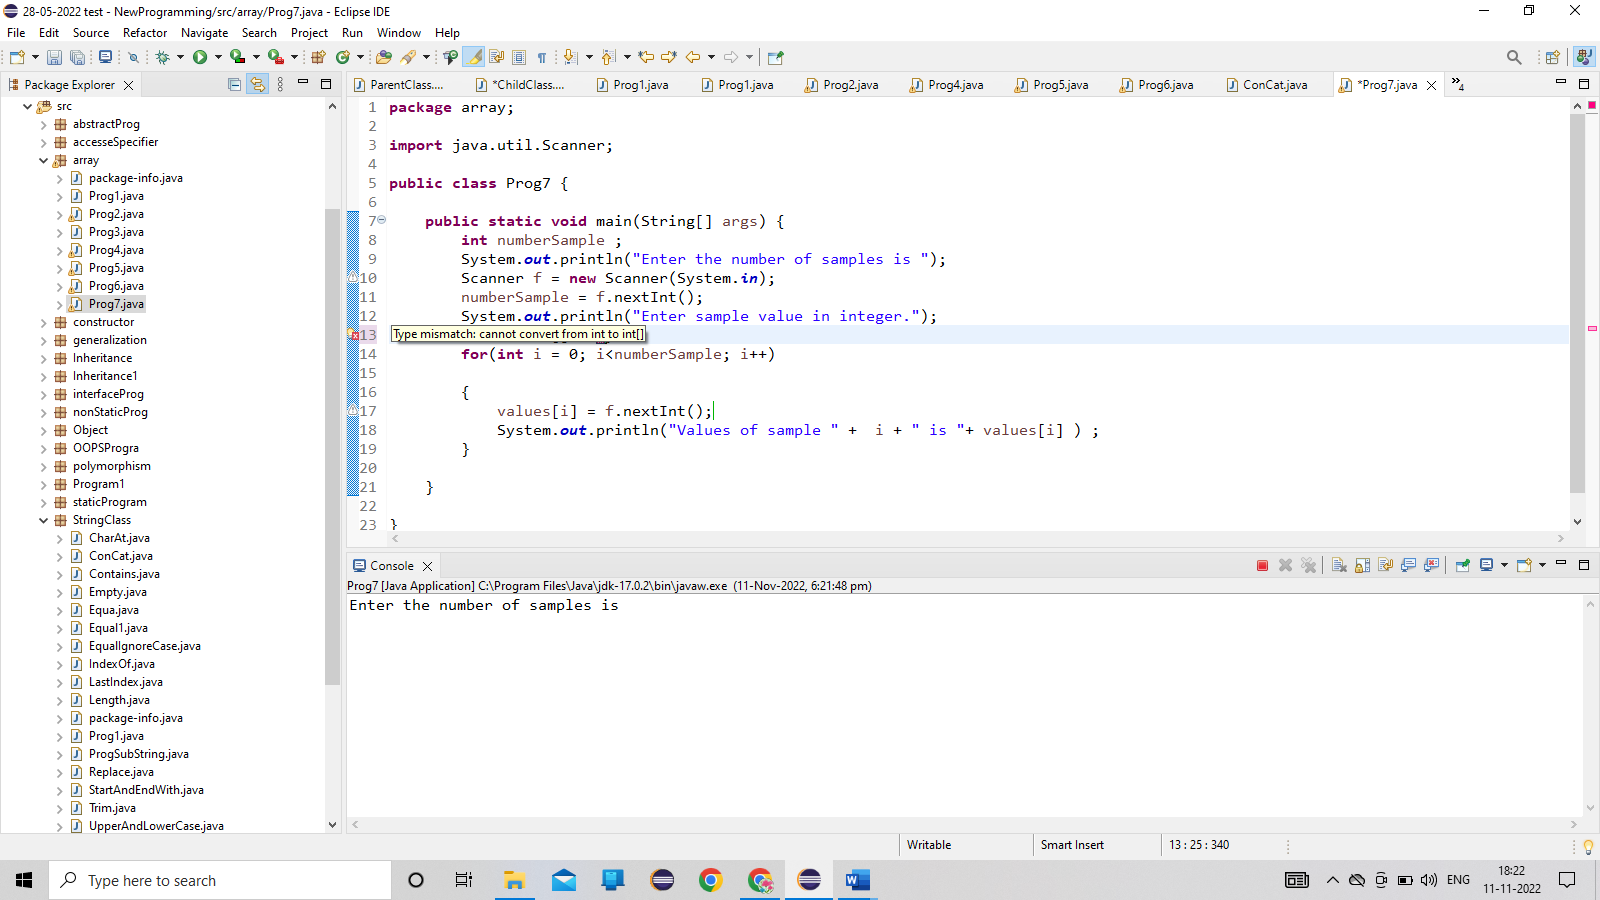 28-05-2022 test - NewProgramming/src/array/Prog7.java - Eclipse IDE
File Edit Source Refactor Navigate Search Project Run Window Help
Package Explorer
src
abstractProg
accesseSpecifier
array
package-info.java
Prog1.java
Prog2.java
Prog3.java
Prog4.java
Prog5.java
Prog6.java
Prog7.java
constructor
generalization
Inheritance
Inheritance1
interfaceProg
nonStaticProg
Object
OOPSProgra
polymorphism
Program1
staticProgram
StringClass
CharAt.java
ConCat.java
Contains.java
Empty.java
Equa.java
Equal1.java
EqualIgnoreCase.java
IndexOf.java
LastIndex.java
Length.java
package-info.java
Prog1.java
ProgSubString.java
Replace.java
StartAndEndWith.java
Trim.java
UpperAndLowerCase.java
ParentClass.... *ChildClass.... Prog1.java Prog1.java Prog2.java Prog4.java Prog5.java Prog6.java ConCat.java *Prog7.java 4
1 package array;
2
3 import java.util.Scanner;
4
5 public class Prog7 {
6
7 public static void main(String[] args) {
8 int numberSample ;
9 System.out.println("Enter the number of samples is ");
10 Scanner f = new Scanner(System.in);
11 numberSample = f.nextInt();
12 System.out.println("Enter sample value in integer.");
13 Type mismatch: cannot convert from int to int[]
14 for(int i = 0; i<numberSample; i++)
15
16 {
17 values[i] = f.nextInt();
18 System.out.println("Values of sample " + i + " is "+ values[i] ) ;
19 }
20
21 }
22
23 }
Console
Prog7 [Java Application] C:\Program Files\Java\jdk-17.0.2\bin\javaw.exe (11-Nov-2022, 6:21:48 pm)
Enter the number of samples is
Writable Smart Insert 13 : 25 : 340
Type here to search
ENG
18:22
11-11-2022